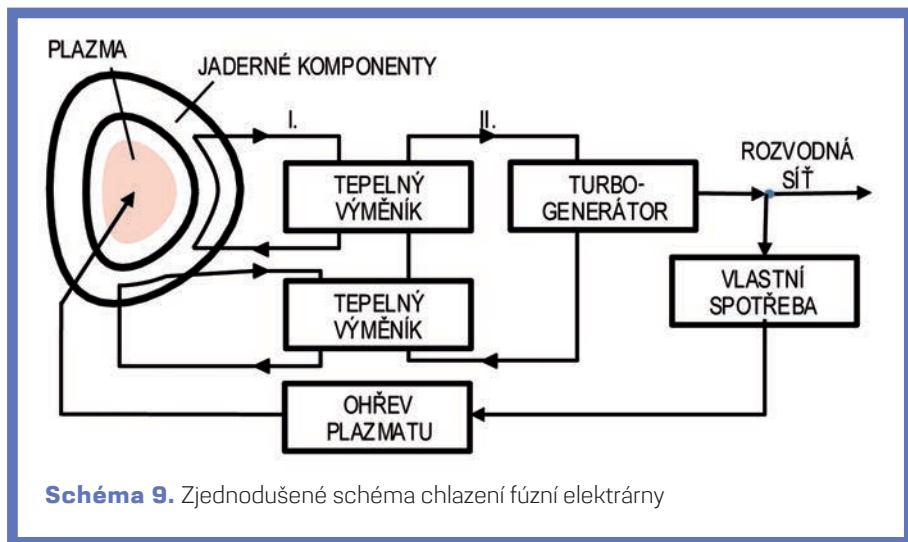 PLAZMA
JADERNÉ KOMPONENTY
I.
II.
TEPELNÝ
VÝMĚNÍK
TURBO-
GENERÁTOR
ROZVODNÁ
SÍŤ
TEPELNÝ
VÝMĚNÍK
VLASTNÍ
SPOTŘEBA
OHŘEV
PLAZMATU
Schéma 9. Zjednodušené schéma chlazení fúzní elektrárny